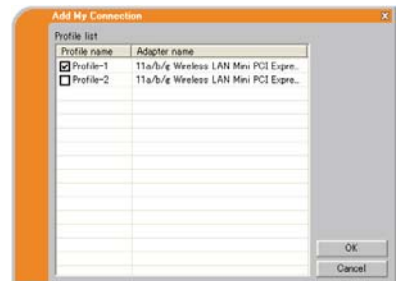 Add My Connection
Profile list
Profile name Adapter name
Profile-1 11a/b/g Wireless LAN Mini PCI Expre..
Profile-2 11a/b/g Wireless LAN Mini PCI Expre..
OK
Cancel